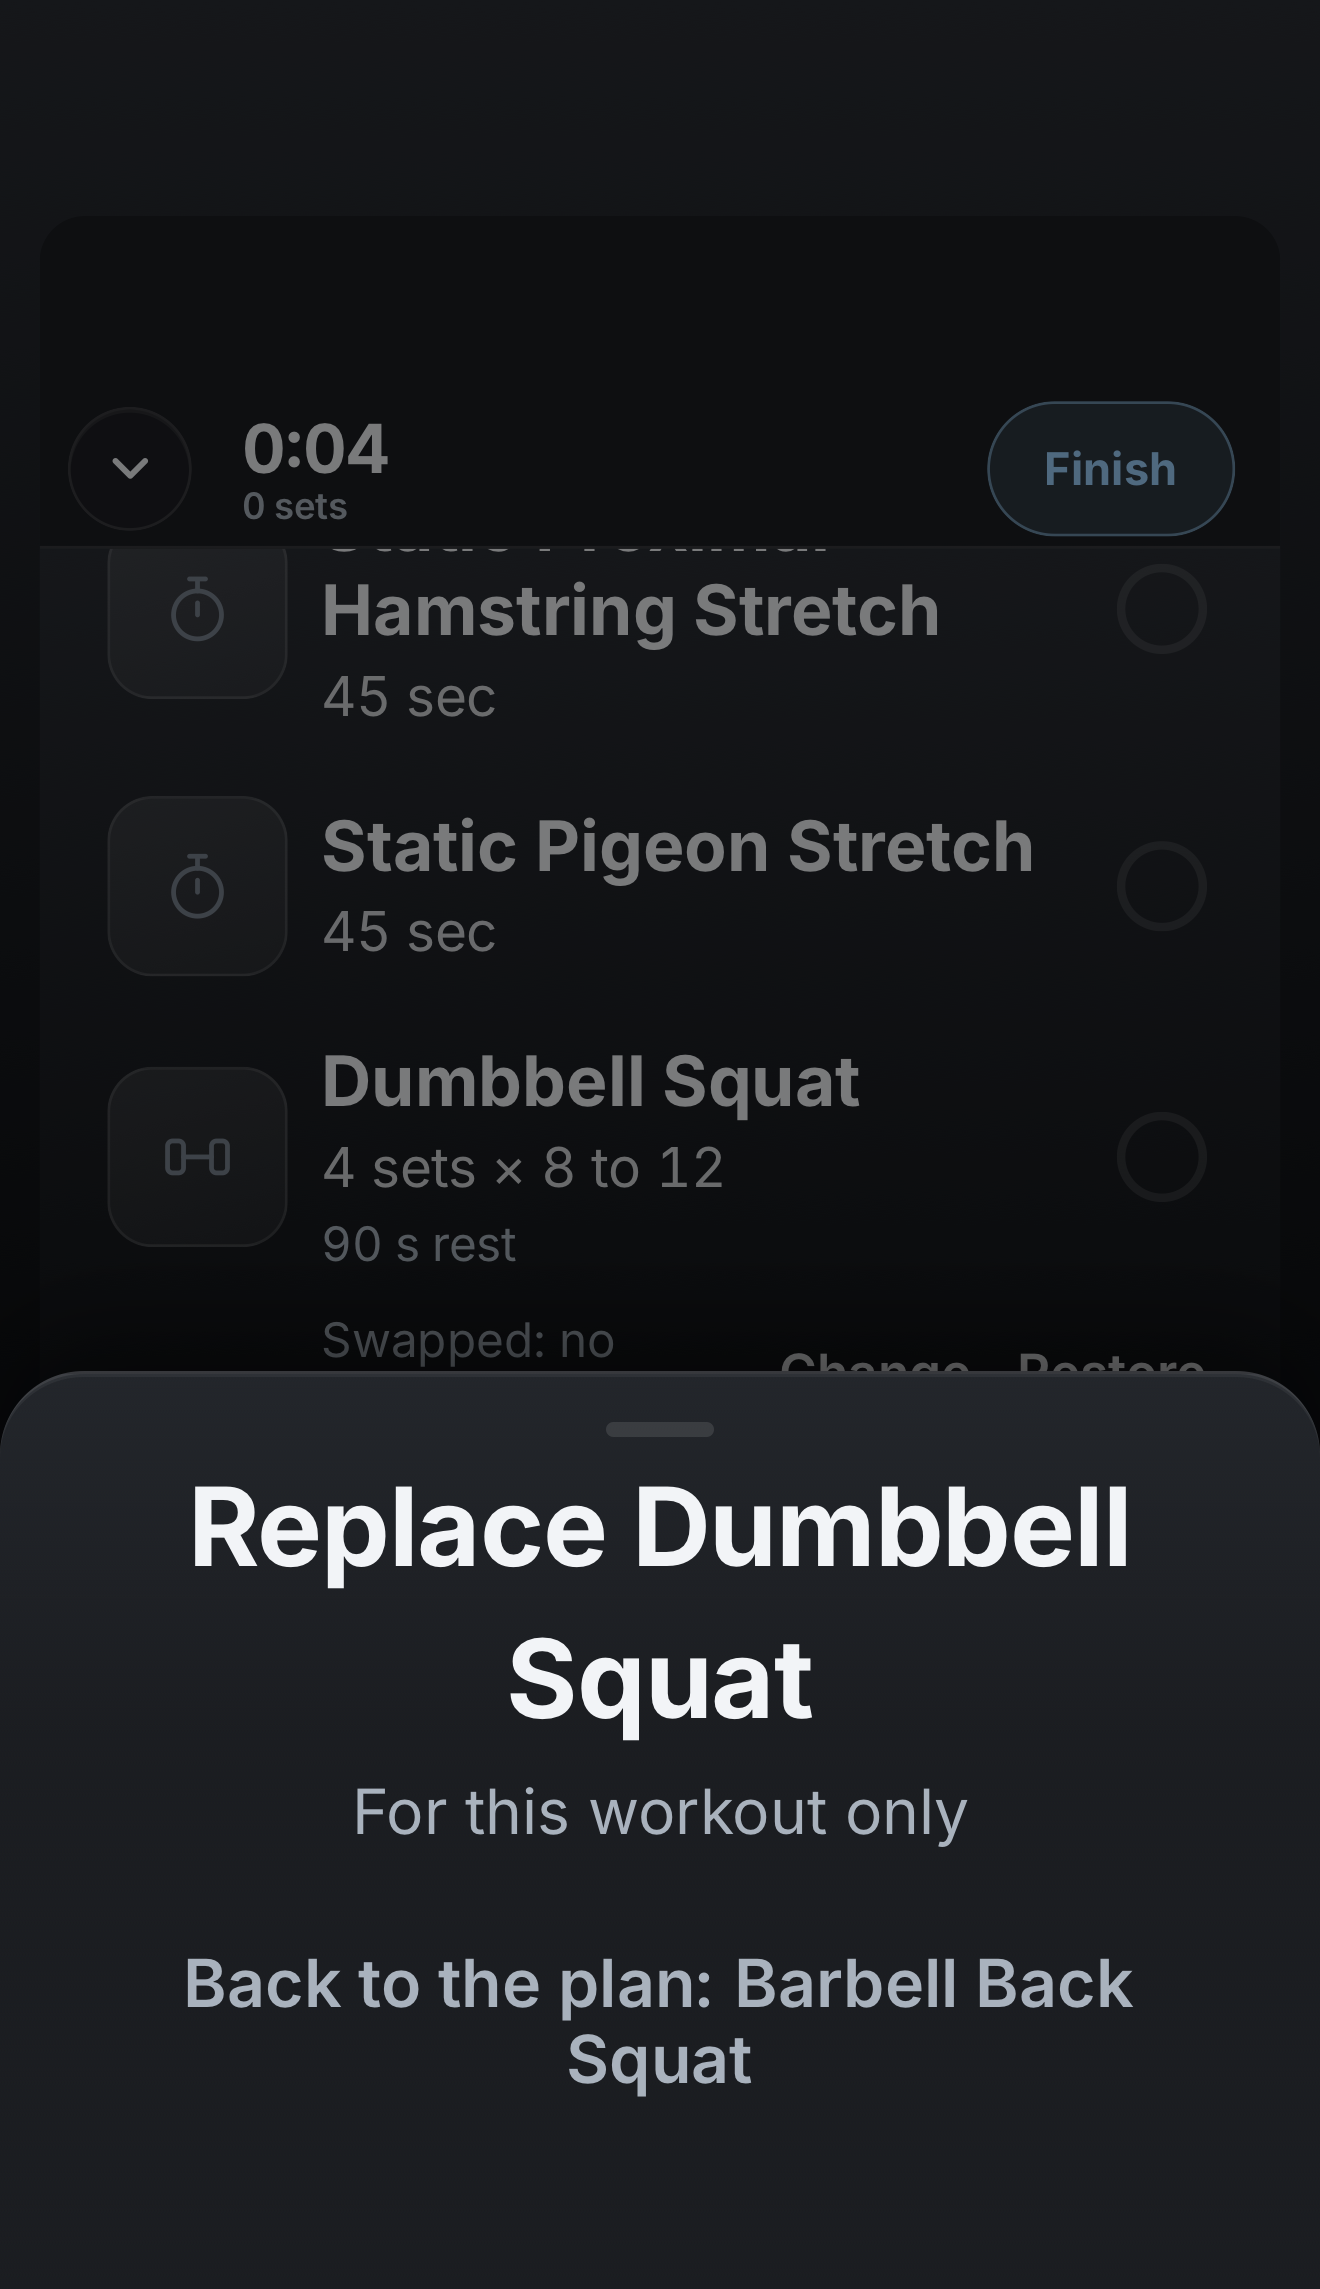 0:04
0 sets
Finish
Hamstring Stretch
45 sec
Static Pigeon Stretch
45 sec
Dumbbell Squat
4 sets × 8 to 12
90 s rest
Swapped: no
Change Restore
Replace Dumbbell
Squat
For this workout only
Back to the plan: Barbell Back
Squat